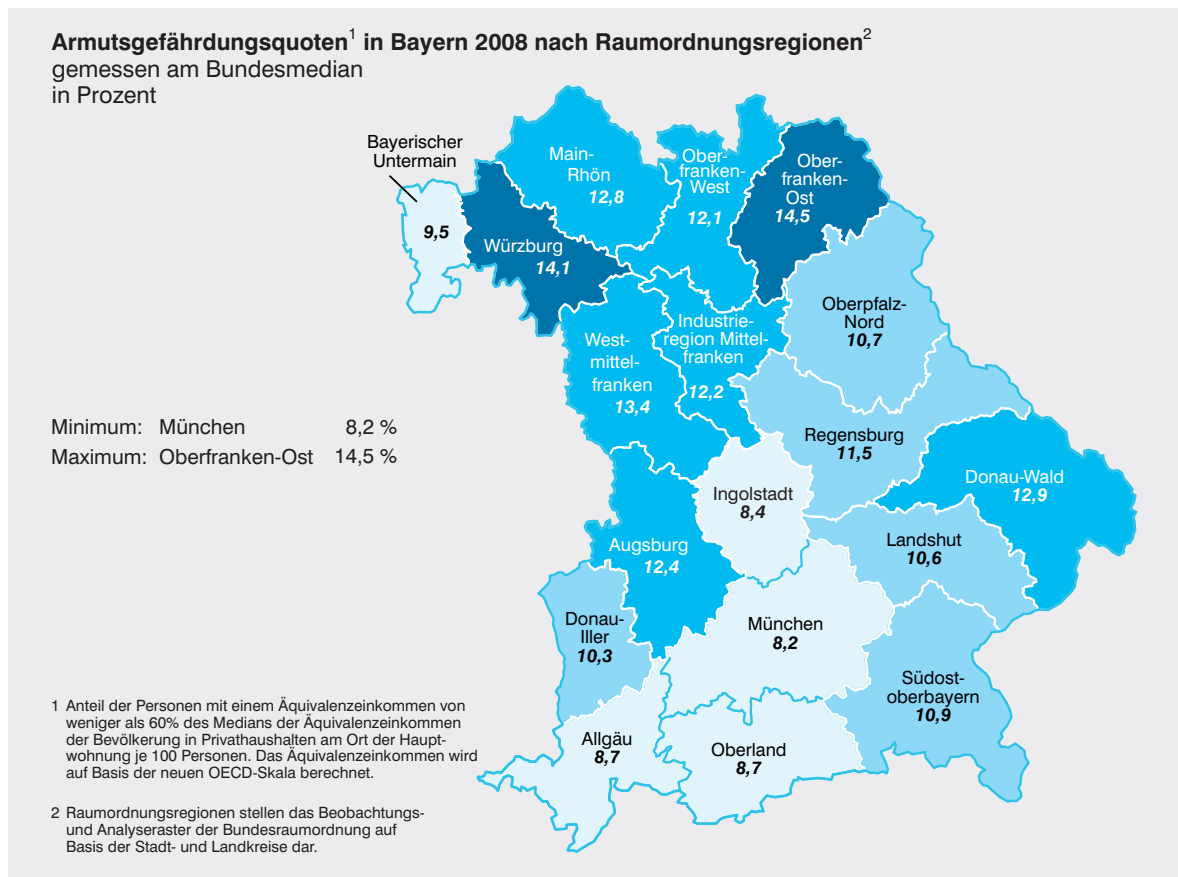 Armutsgefährdungsquoten1 in Bayern 2008 nach Raumordnungsregionen2
gemessen am Bundesmedian
in Prozent
Bayerischer
Untermain
9,5
Main-
Rhön
12,8
Ober-
franken-
West
12,1
Ober-
franken-
Ost
14,5
Würzburg
14,1
Oberpfalz-
Nord
10,7
Industrie-
region Mittel-
franken
12,2
West-
mittel-
franken
13,4
Minimum: München 8,2 %
Maximum: Oberfranken-Ost 14,5 %
Regensburg
11,5
Donau-Wald
12,9
Ingolstadt
8,4
Landshut
10,6
Augsburg
12,4
Donau-
Iller
10,3
München
8,2
Südost-
oberbayern
10,9
Allgäu
8,7
Oberland
8,7
1 Anteil der Personen mit einem Äquivalenzeinkommen von
weniger als 60% des Medians der Äquivalenzeinkommen
der Bevölkerung in Privathaushalten am Ort der Haupt-
wohnung je 100 Personen. Das Äquivalenzeinkommen wird
auf Basis der neuen OECD-Skala berechnet.
2 Raumordnungsregionen stellen das Beobachtungs-
und Analyseraster der Bundesraumordnung auf
Basis der Stadt- und Landkreise dar.